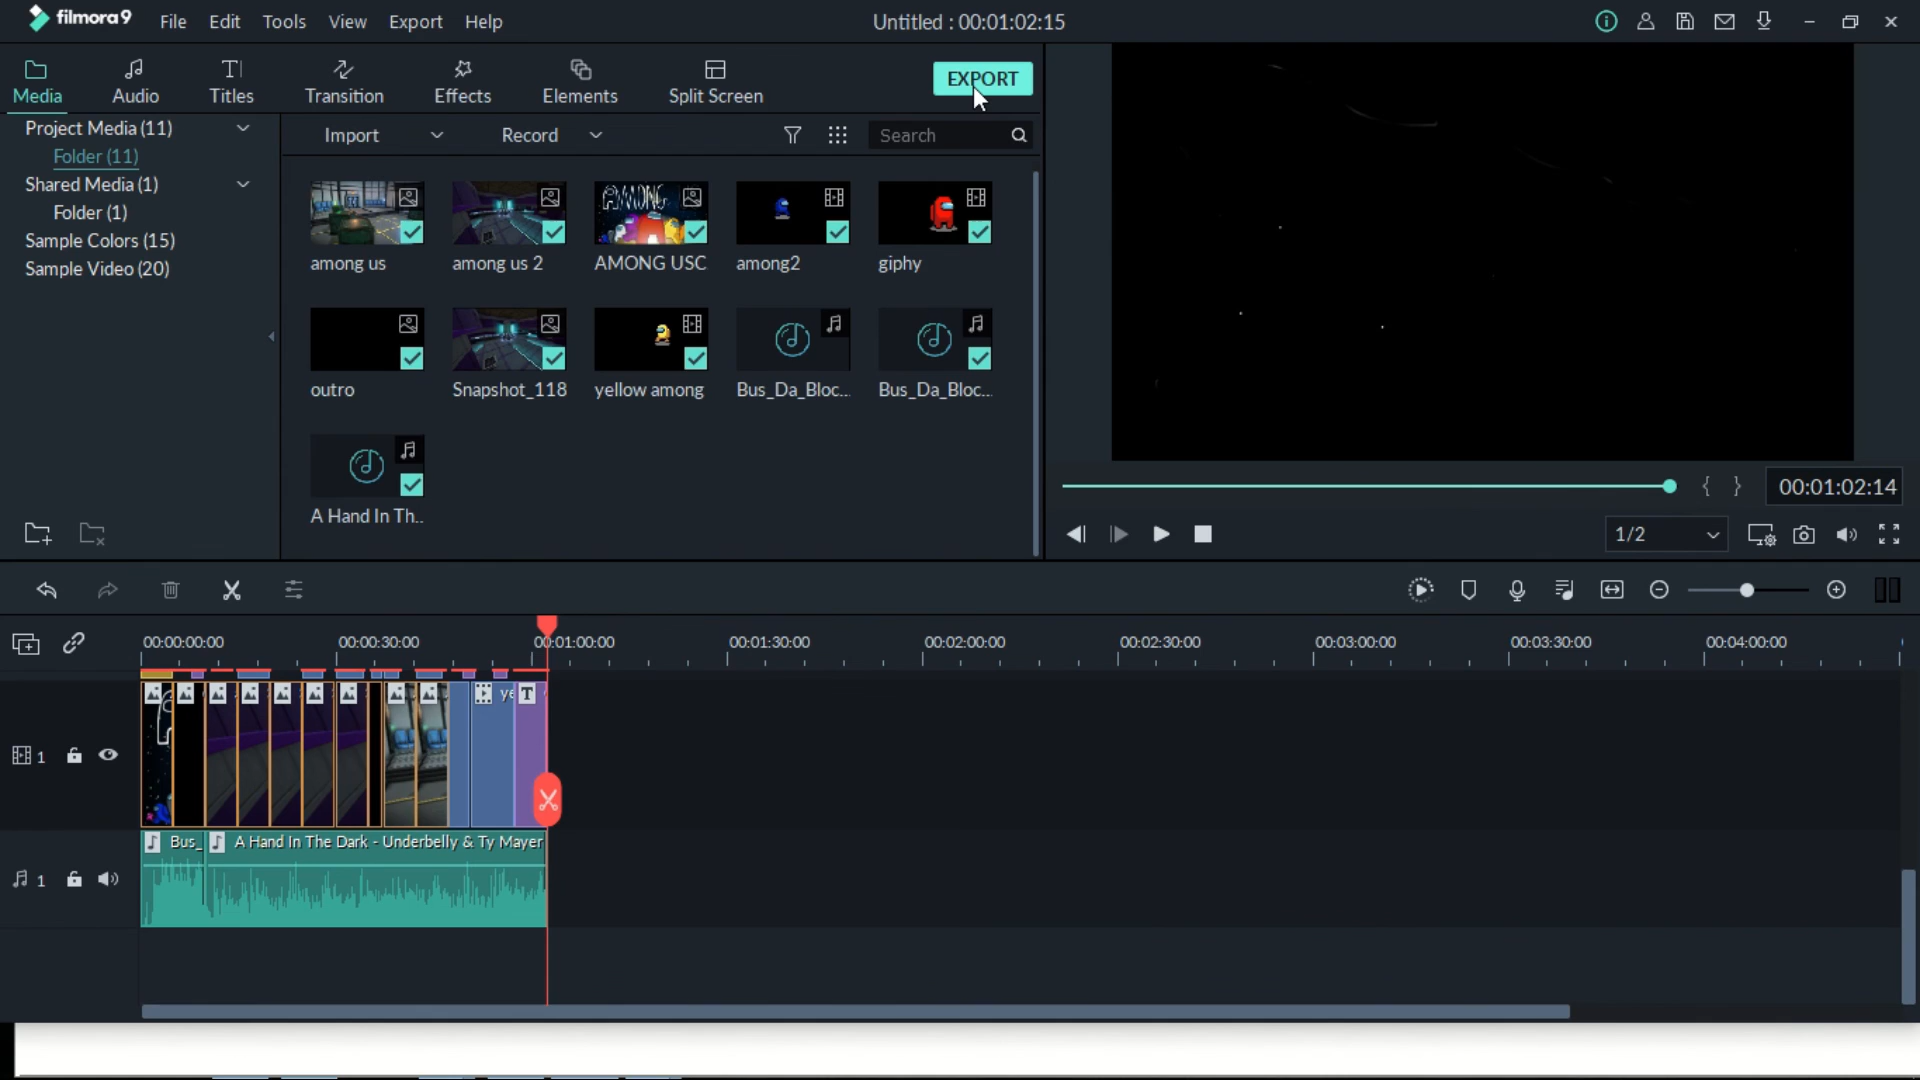 filmora9 File Edit Tools View Export Help Untitled : 00:01:02:15
Media Audio Titles Transition Effects Elements Split Screen EXPORT
Project Media (11)
Folder (11)
Shared Media (1)
Folder (1)
Sample Colors (15)
Sample Video (20)
Import Record Search
AMONG
among us among us 2 AMONG USC among2 giphy
outro Snapshot_118 yellow among Bus_Da_Bloc... Bus_Da_Bloc...
A Hand In Th..
00:01:02:14
1/2
00:00:00:00 00:00:30:00 00:01:00:00 00:01:30:00 00:02:00:00 00:02:30:00 00:03:00:00 00:03:30:00 00:04:00:00
1 ye T
Bus_ A Hand In The Dark - Underbelly & Ty Mayer
1